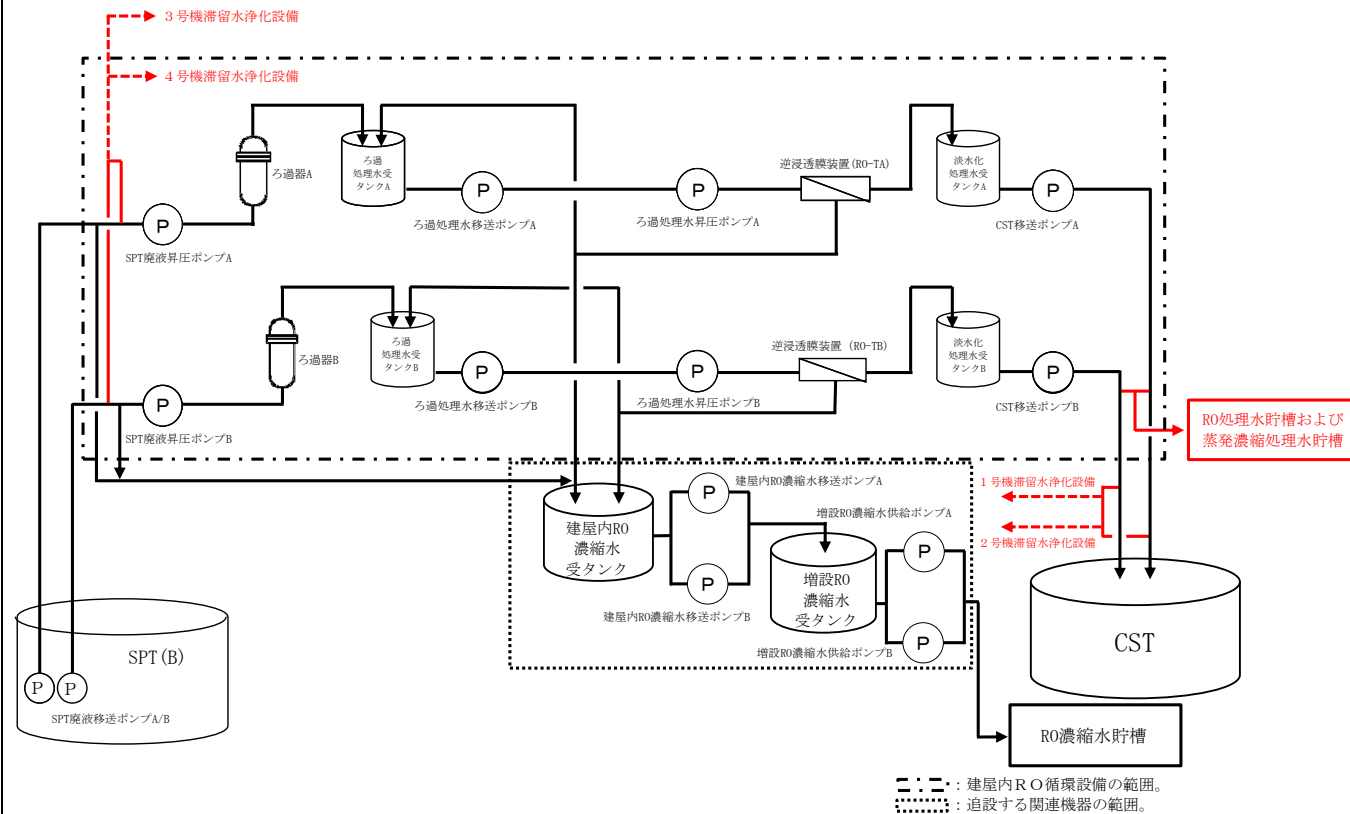 3号機滞留水浄化設備
4号機滞留水浄化設備
ろ過器A
ろ過
処理水受
タンクA
P
ろ過処理水移送ポンプA
P
ろ過処理水昇圧ポンプA
逆浸透膜装置(RO-TA)
淡水化
処理水受
タンクA
P
CST移送ポンプA
P
SPT廃液昇圧ポンプA
ろ過器B
ろ過
処理水受
タンクB
P
ろ過処理水移送ポンプB
P
ろ過処理水昇圧ポンプB
逆浸透膜装置 (RO-TB)
淡水化
処理水受
タンクB
P
CST移送ポンプB
P
SPT廃液昇圧ポンプB
RO処理水貯槽および
蒸発濃縮処理水貯槽
1号機滞留水浄化設備
2号機滞留水浄化設備
建屋内RO
濃縮水
受タンク
建屋内RO濃縮水移送ポンプA
P
P
建屋内RO濃縮水移送ポンプB
増設RO濃縮水供給ポンプA
増設RO
濃縮水
受タンク
P
P
増設RO濃縮水供給ポンプB
CST
SPT(B)
P
P
SPT廃液移送ポンプA/B
RO濃縮水貯槽
：建屋内RO循環設備の範囲。
：追設する関連機器の範囲。